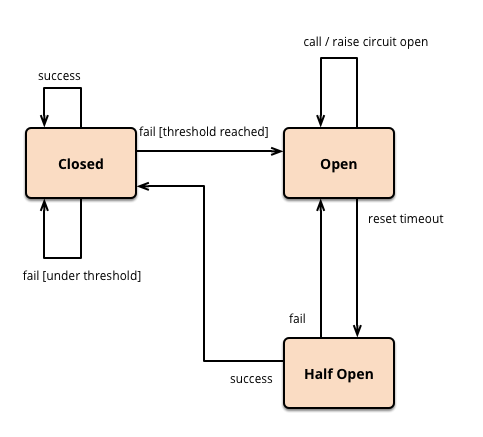 call / raise circuit open
success
fail [threshold reached]
Closed
Open
reset timeout
fail [under threshold]
fail
Half Open
success